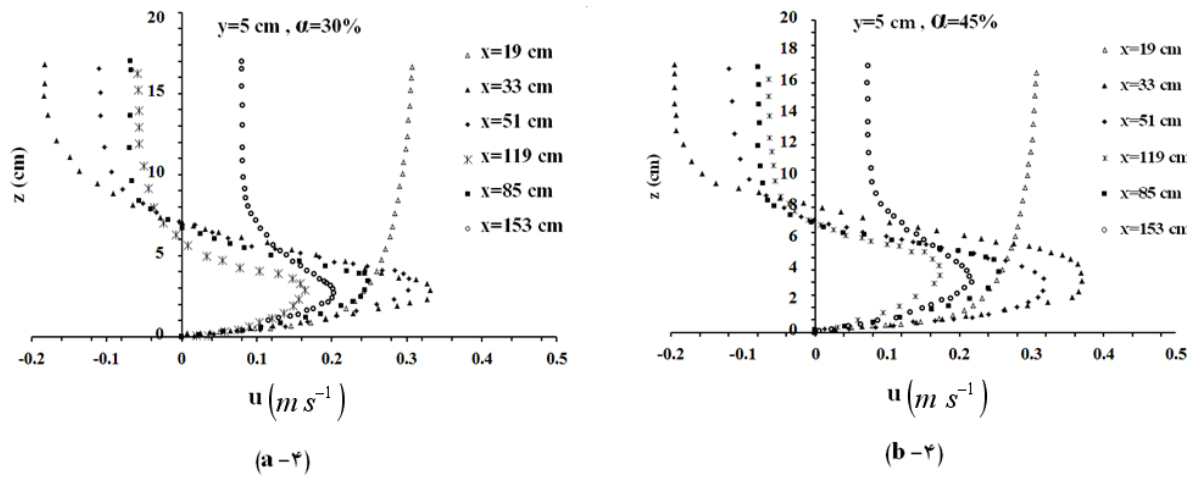 y=5 cm , α=30%
20
15
10
5
0
z (cm)
-0.2 -0.1 0 0.1 0.2 0.3 0.4 0.5
u (m s⁻¹)
x=19 cm
x=33 cm
x=51 cm
x=119 cm
x=85 cm
x=153 cm
(a -۴)
y=5 cm , α=45%
20
18
16
14
12
10
8
6
4
2
0
z (cm)
-0.2 -0.1 0 0.1 0.2 0.3 0.4 0.5
u (m s⁻¹)
x=19 cm
x=33 cm
x=51 cm
x=119 cm
x=85 cm
x=153 cm
(b -۴)